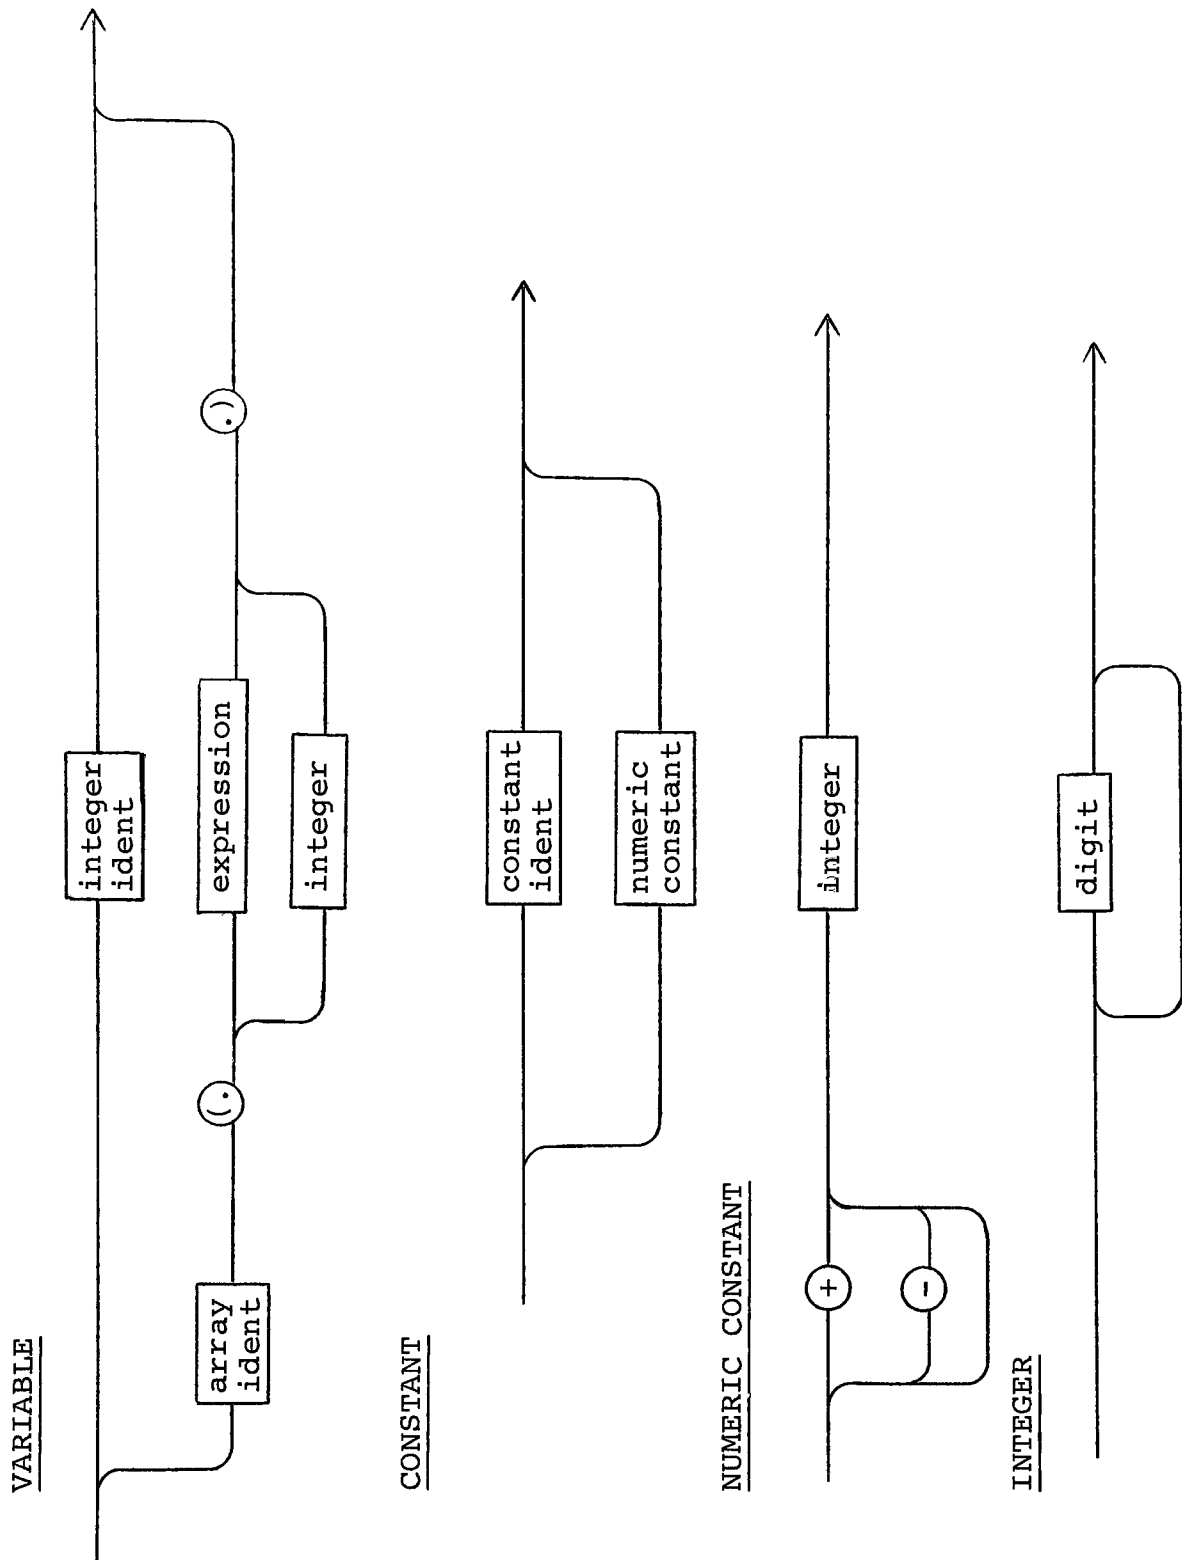 VARIABLE
integer
ident
array
ident
(.
expression
.)
integer
CONSTANT
constant
ident
numeric
constant
NUMERIC CONSTANT
+
-
integer
INTEGER
digit